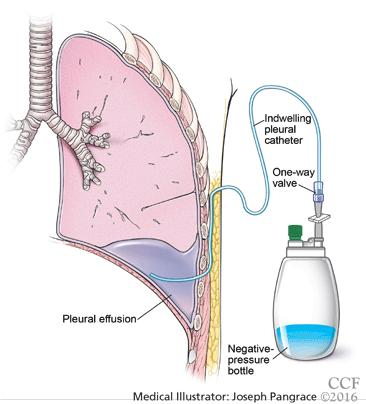 Indwelling
pleural
catheter
One-way
valve
Pleural effusion
Negative-
pressure
bottle
CCF
Medical Illustrator: Joseph Pangrace ©2016